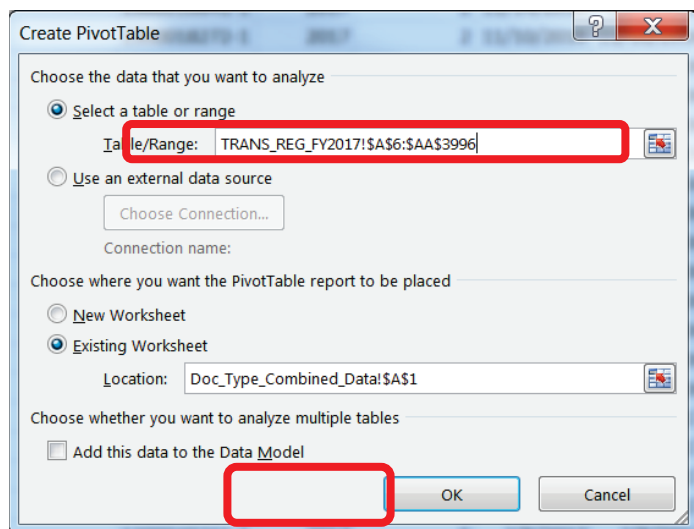 Create PivotTable
?
X
Choose the data that you want to analyze
Select a table or range
Table/Range: TRANS_REG_FY2017!$A$6:$AA$3996
Use an external data source
Choose Connection...
Connection name:
Choose where you want the PivotTable report to be placed
New Worksheet
Existing Worksheet
Location: Doc_Type_Combined_Data!$A$1
Choose whether you want to analyze multiple tables
Add this data to the Data Model
OK Cancel